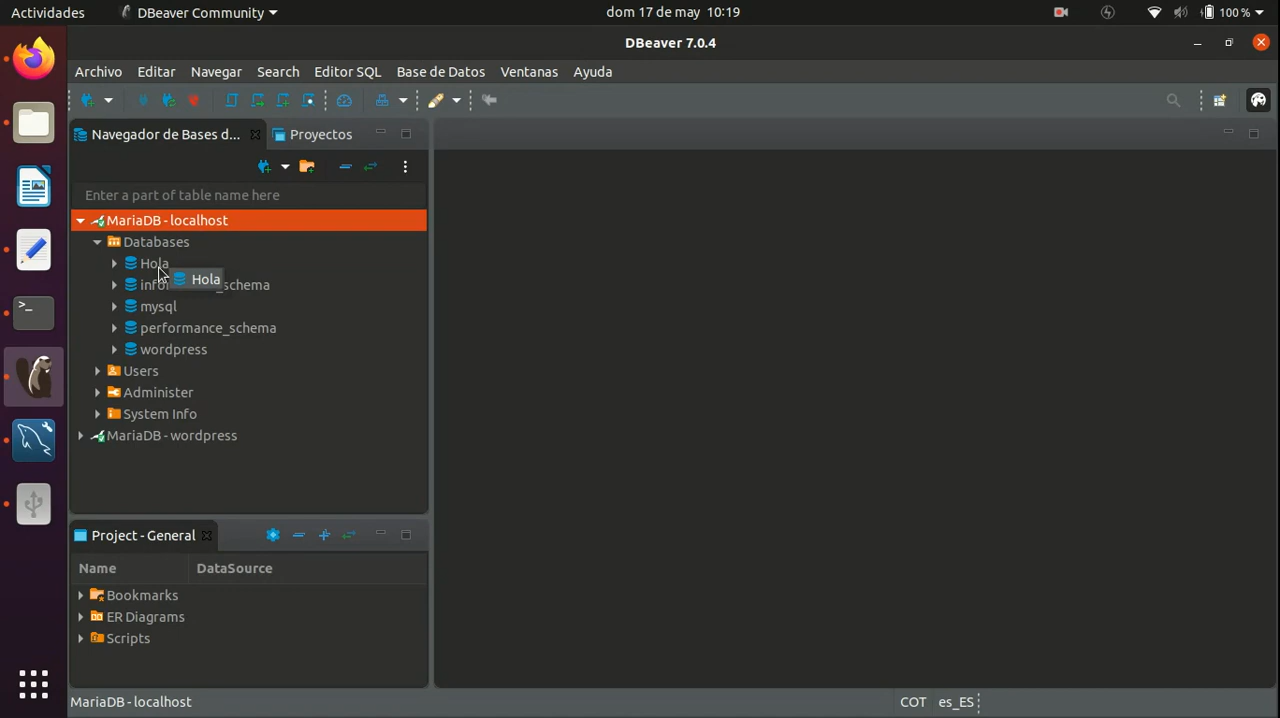 Actividades
DBeaver Community
dom 17 de may 10:19
100 %
DBeaver 7.0.4
Archivo Editar Navegar Search Editor SQL Base de Datos Ventanas Ayuda
Navegador de Bases d...
Proyectos
Enter a part of table name here
MariaDB - localhost
Databases
Hola
Hola
schema
mysql
performance_schema
wordpress
Users
Administer
System Info
MariaDB - wordpress
Project - General
Name DataSource
Bookmarks
ER Diagrams
Scripts
MariaDB - localhost
COT es_ES